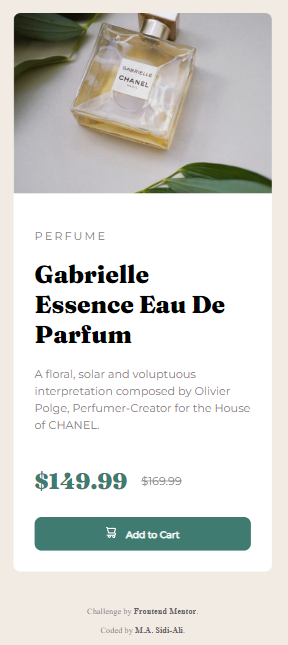 GABRIELLE
CHANEL
PARIS
PERFUME
Gabrielle
Essence Eau De
Parfum
A floral, solar and voluptuous
interpretation composed by Olivier
Polge, Perfumer-Creator for the House
of CHANEL.
$149.99 $169.99
Add to Cart
Challenge by Frontend Mentor.
Coded by M.A. Sidi-Ali.